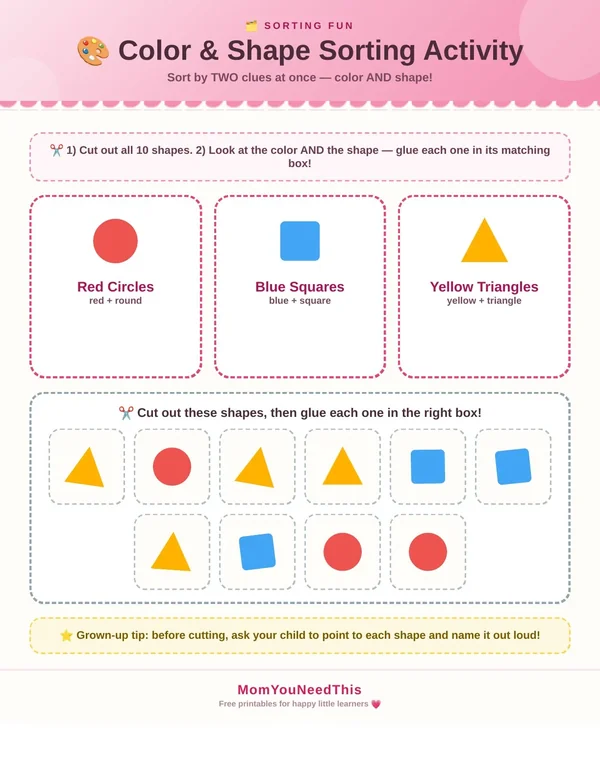 🗂️ SORTING FUN
🎨 Color & Shape Sorting Activity
Sort by TWO clues at once — color AND shape!
✂️ 1) Cut out all 10 shapes. 2) Look at the color AND the shape — glue each one in its matching
box!
Red Circles
red + round
Blue Squares
blue + square
Yellow Triangles
yellow + triangle
✂️ Cut out these shapes, then glue each one in the right box!
⭐ Grown-up tip: before cutting, ask your child to point to each shape and name it out loud!
MomYouNeedThis
Free printables for happy little learners 💗